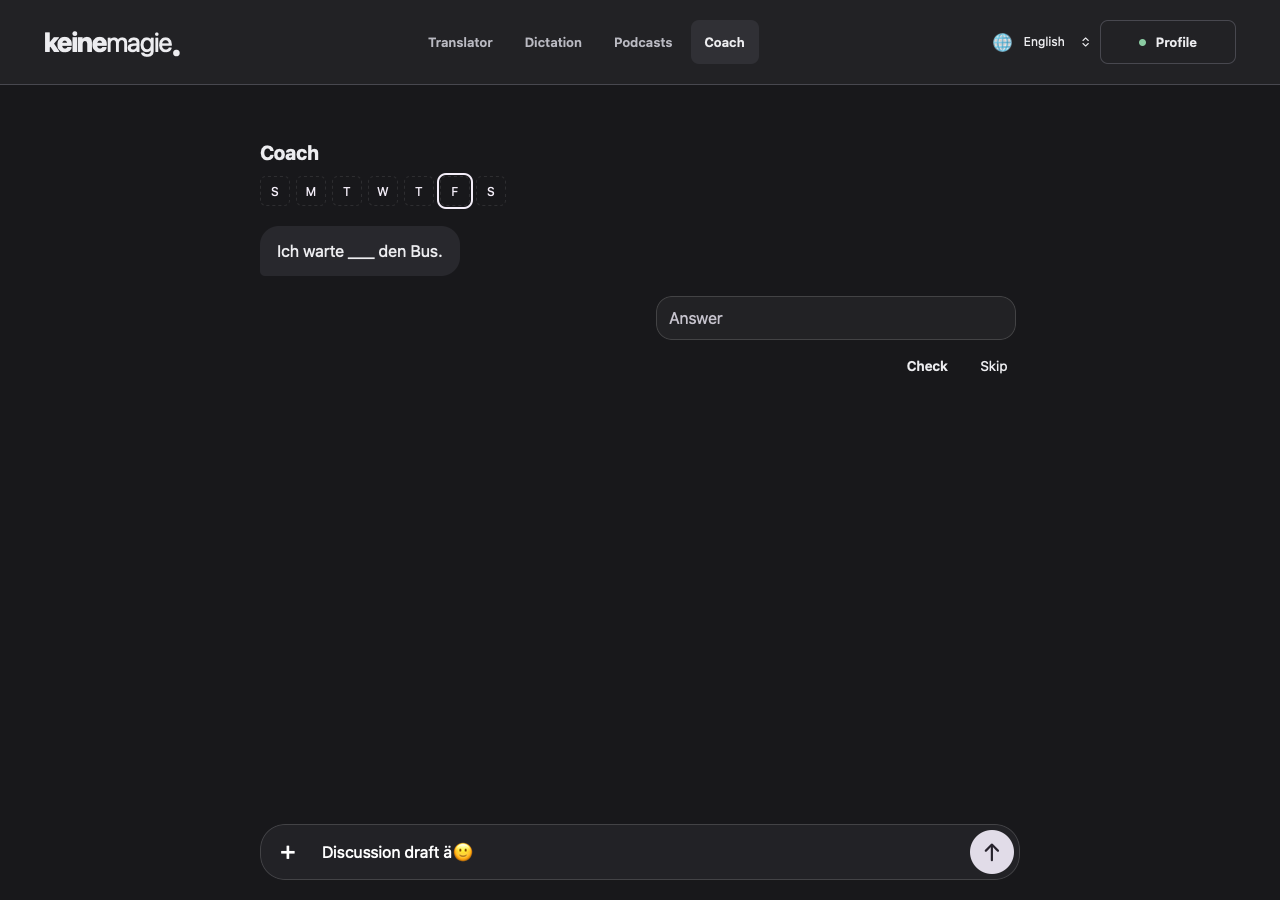 keinemagie.
Translator Dictation Podcasts Coach
English Profile
Coach
S M T W T F S
Ich warte ___ den Bus.
Answer
Check Skip
+ Discussion draft ä🙂